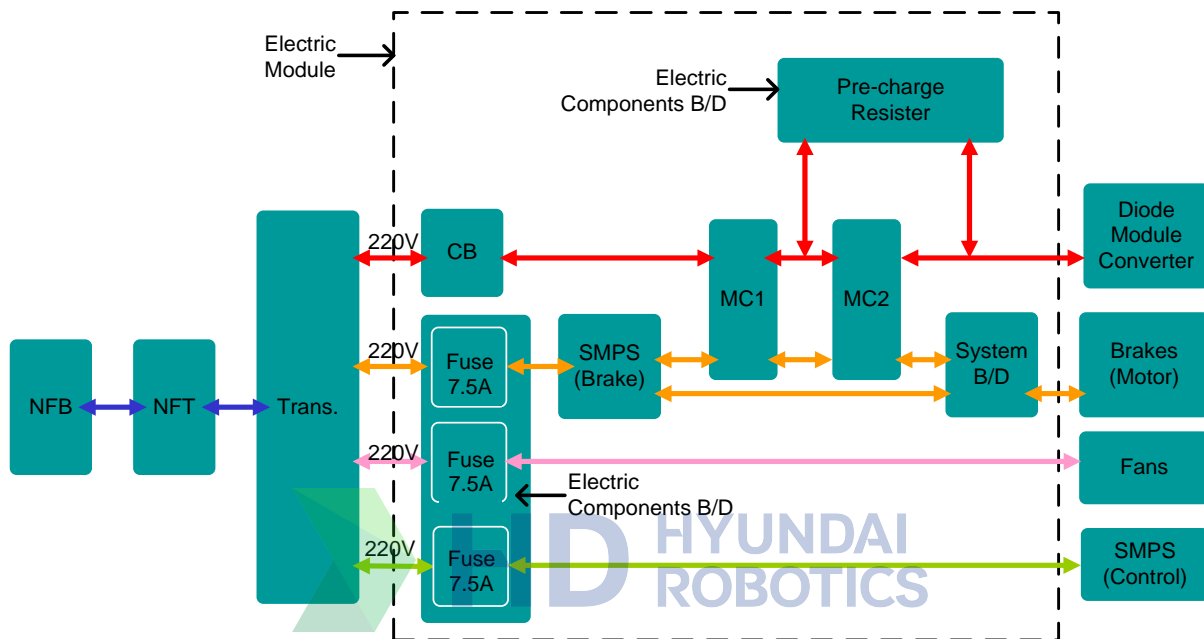 Electric
Module
Electric
Components B/D
Pre-charge
Resister
220V
CB
MC1
MC2
Diode
Module
Converter
220V
Fuse
7.5A
SMPS
(Brake)
System
B/D
Brakes
(Motor)
NFB
NFT
Trans.
220V
Fuse
7.5A
Fans
Electric
Components B/D
220V
Fuse
7.5A
SMPS
(Control)
HD HYUNDAI
ROBOTICS